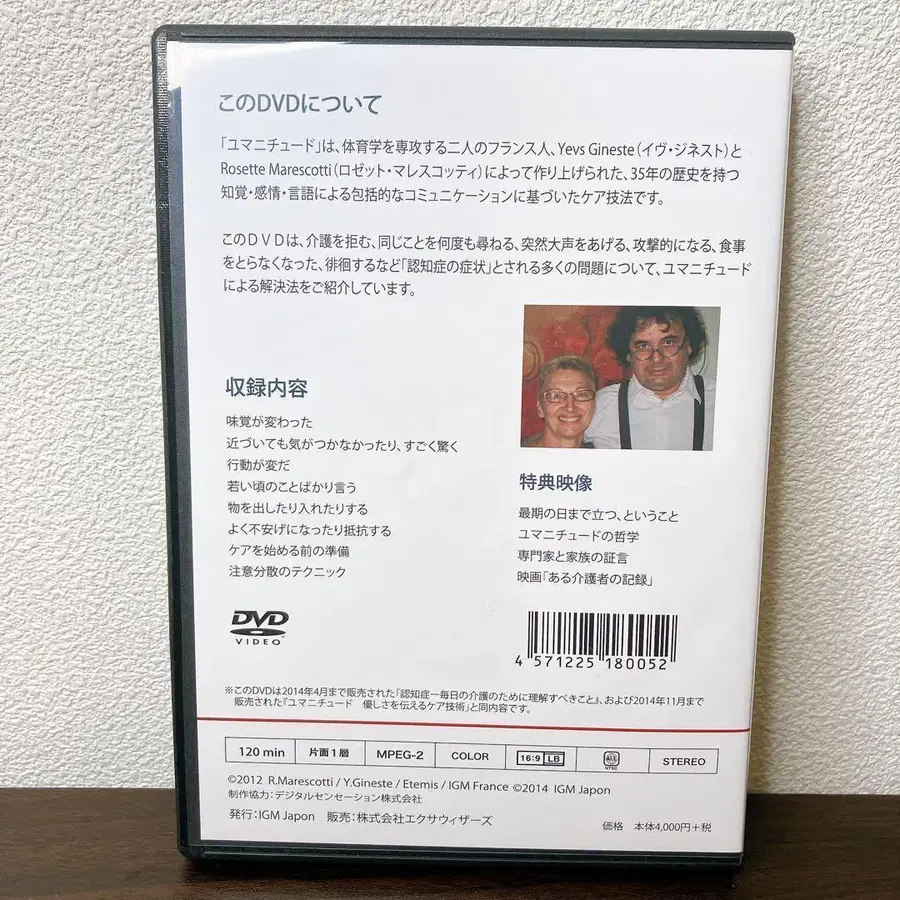 このDVDについて
「ユマニチュード」は、体育学を専攻する二人のフランス人、Yevs Gineste(イヴ・ジネスト)と
Rosette Marescotti(ロゼット・マレスコッティ)によって作り上げられた、35年の歴史を持つ
知覚・感情・言語による包括的なコミュニケーションに基づいたケア技法です。
このＤＶＤは、介護を拒む、同じことを何度も尋ねる、突然大声をあげる、攻撃的になる、食事
をとらなくなった、徘徊するなど「認知症の症状」とされる多くの問題について、ユマニチュード
による解決法をご紹介しています。
収録内容
味覚が変わった
近づいても気がつかなかったり、すごく驚く
行動が変だ
若い頃のことばかり言う
物を出したり入れたりする
よく不安げになったり抵抗する
ケアを始める前の準備
注意分散のテクニック
特典映像
最期の日まで立つ、ということ
ユマニチュードの哲学
専門家と家族の証言
映画「ある介護者の記録」
DVD
VIDEO
4 571225 180052
※このDVDは2014年4月まで販売された「認知症―毎日の介護のために理解すべきこと』、および2014年11月まで
販売された『ユマニチュード　優しさを伝えるケア技術」と同内容です。
120 min 片面1層 MPEG-2 COLOR 16:9 LB ALL NTSC STEREO
©2012 R.Marescotti / Y.Gineste / Etemis / IGM France ©2014 IGM Japon
制作協力:デジタルセンセーション株式会社
発行:IGM Japon 販売:株式会社エクサウィザーズ
価格 本体4,000円+税